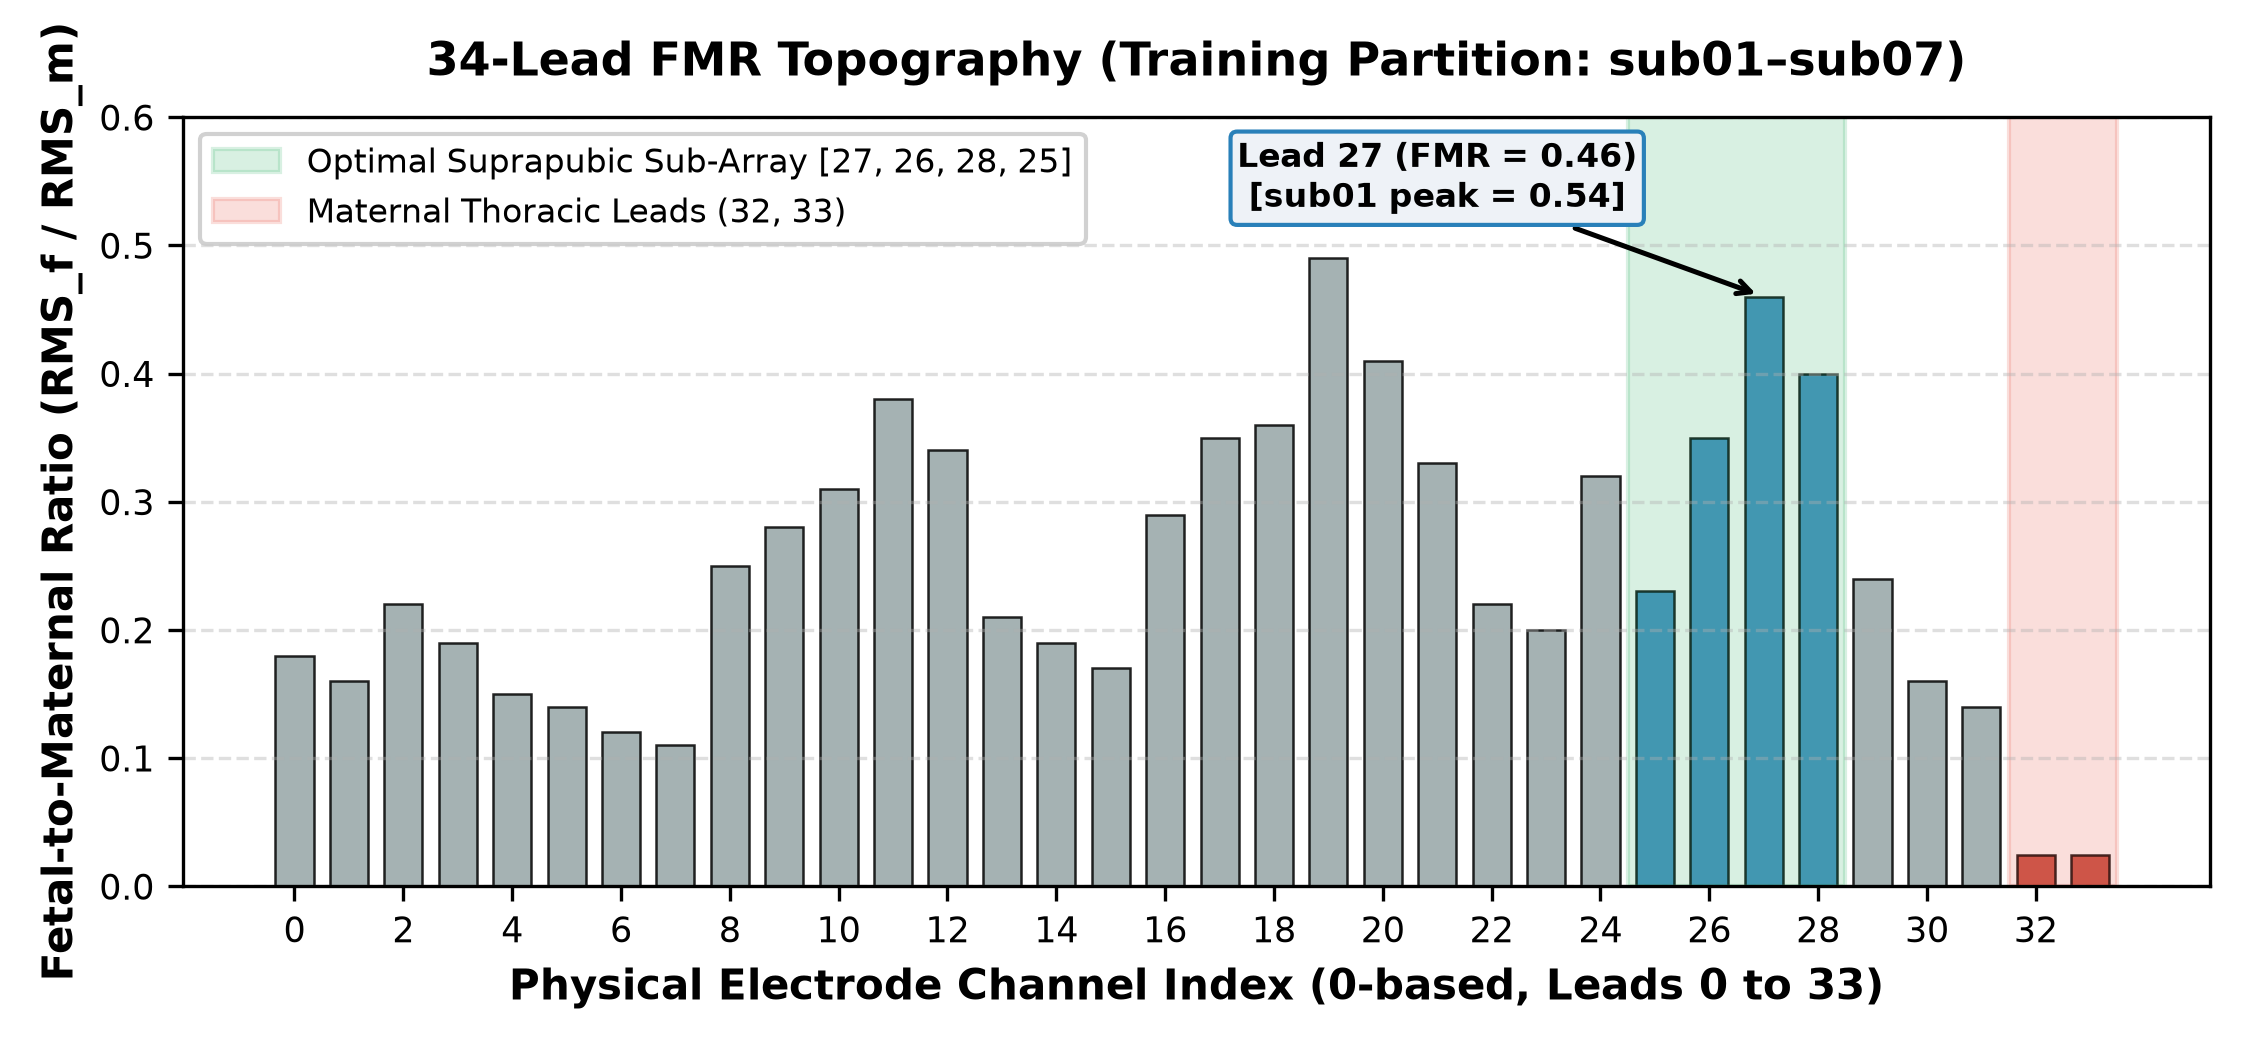 34-Lead FMR Topography (Training Partition: sub01–sub07)
Fetal-to-Maternal Ratio (RMS_f / RMS_m)
0.6
0.5
0.4
0.3
0.2
0.1
0.0
Optimal Suprapubic Sub-Array [27, 26, 28, 25]
Maternal Thoracic Leads (32, 33)
Lead 27 (FMR = 0.46)
[sub01 peak = 0.54]
0 2 4 6 8 10 12 14 16 18 20 22 24 26 28 30 32
Physical Electrode Channel Index (0-based, Leads 0 to 33)